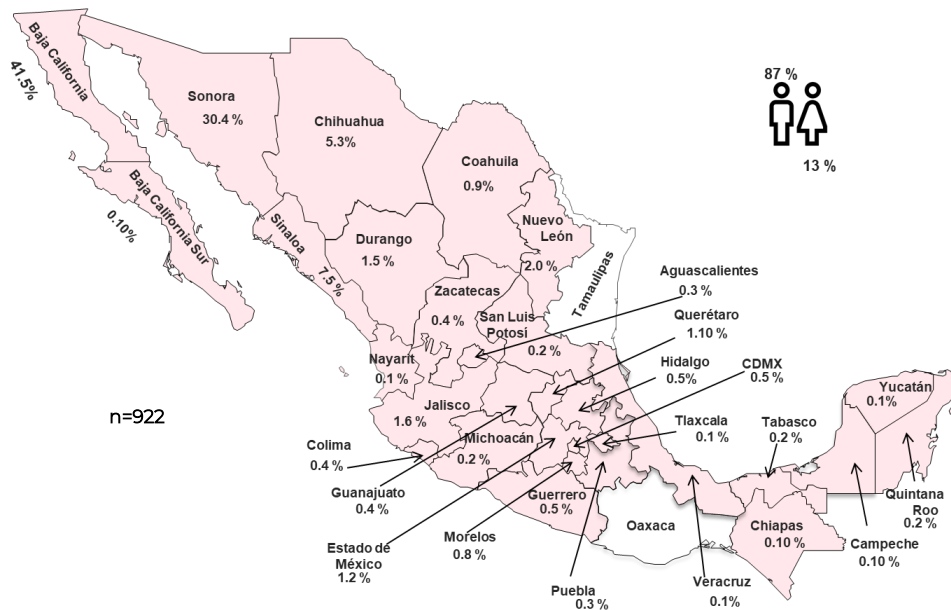 Baja California
41.5%
Sonora
30.4 %
Chihuahua
5.3%
Coahuila
0.9%
87 %
13 %
Baja California Sur
0.10%
Sinaloa
7.5 %
Durango
1.5 %
Nuevo
León
2.0 %
Tamaulipas
Zacatecas
0.4 %
San Luis
Potosí
0.2 %
Aguascalientes
0.3 %
Querétaro
1.10 %
Nayarit
0.1 %
Hidalgo
0.5%
CDMX
0.5 %
Jalisco
1.6 %
Michoacán
0.2 %
Tlaxcala
0.1 %
Tabasco
0.2 %
Yucatán
0.1%
n=922
Colima
0.4 %
Guanajuato
0.4 %
Guerrero
0.5 %
Oaxaca
Chiapas
0.10 %
Quintana
Roo
0.2 %
Campeche
0.10 %
Estado de
México
1.2 %
Morelos
0.8 %
Puebla
0.3 %
Veracruz
0.1%